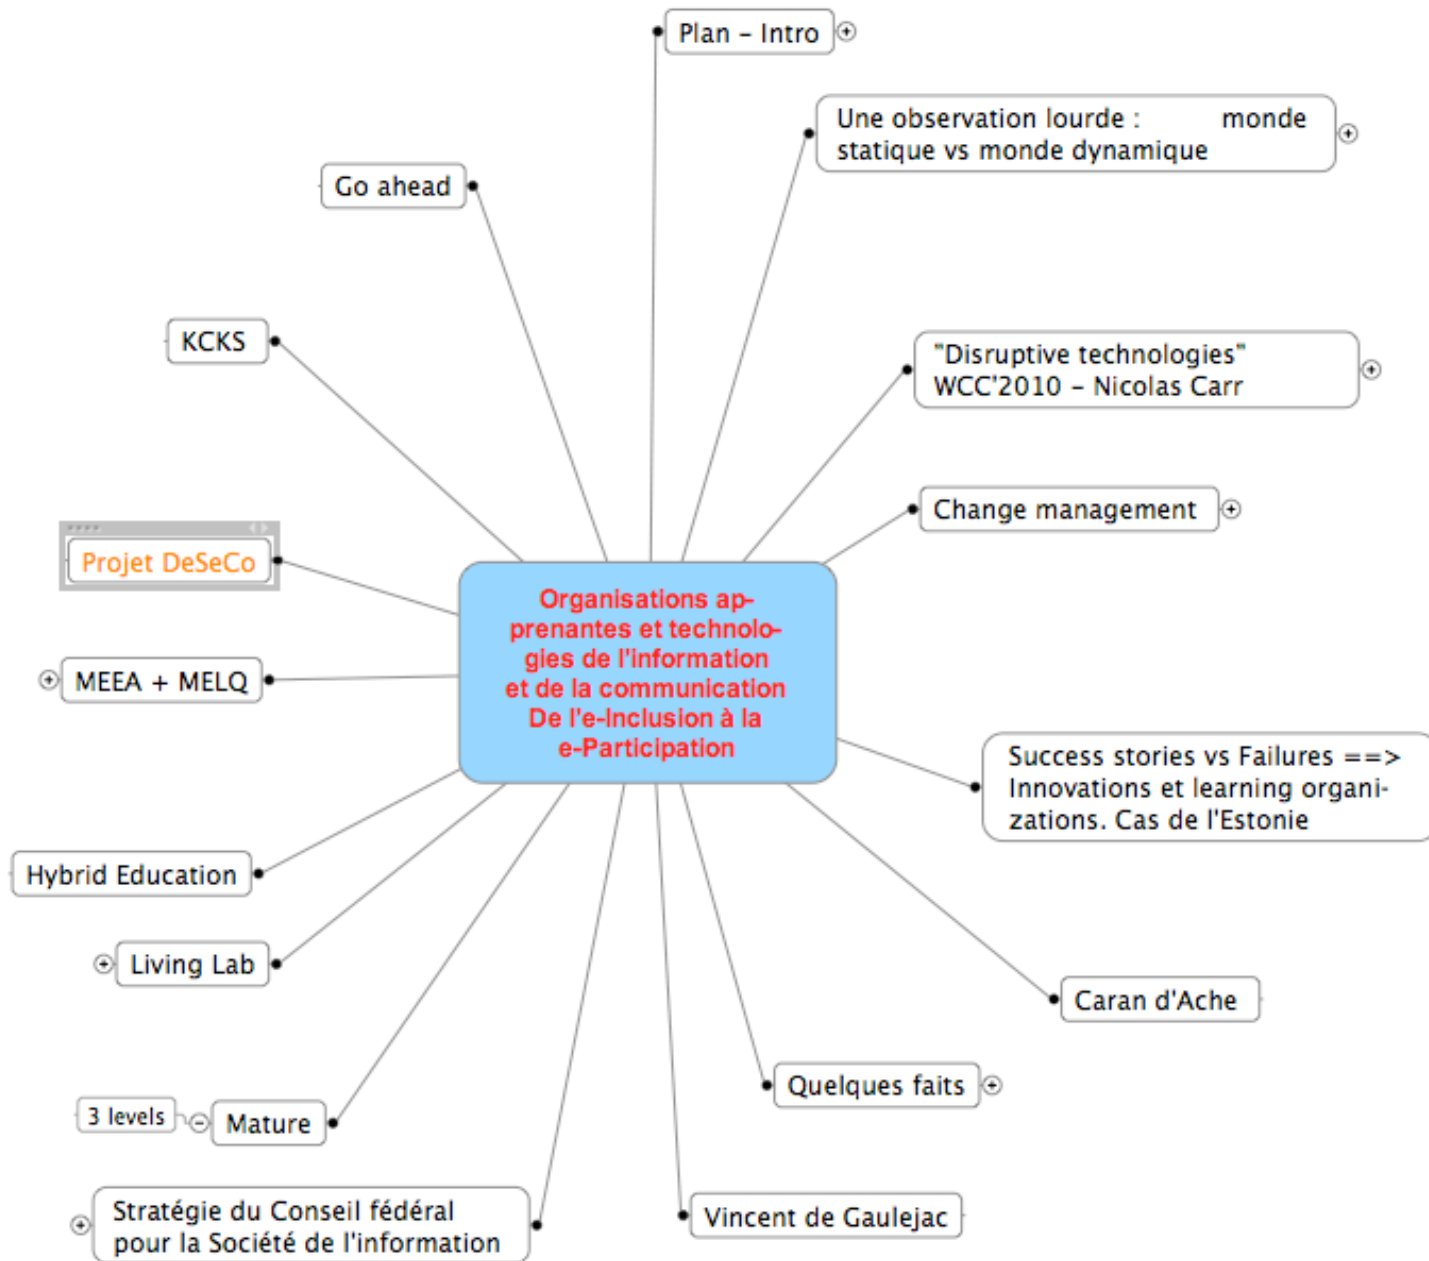 Plan – Intro
Une observation lourde : monde
statique vs monde dynamique
Go ahead
KCKS
"Disruptive technologies"
WCC'2010 – Nicolas Carr
Change management
Projet DeSeCo
Organisations ap-
prenantes et technolo-
gies de l'information
et de la communication
De l'e-Inclusion à la
e-Participation
MEEA + MELQ
Success stories vs Failures ==>
Innovations et learning organi-
zations. Cas de l'Estonie
Hybrid Education
Living Lab
Caran d'Ache
Quelques faits
3 levels
Mature
Stratégie du Conseil fédéral
pour la Société de l'information
Vincent de Gaulejac